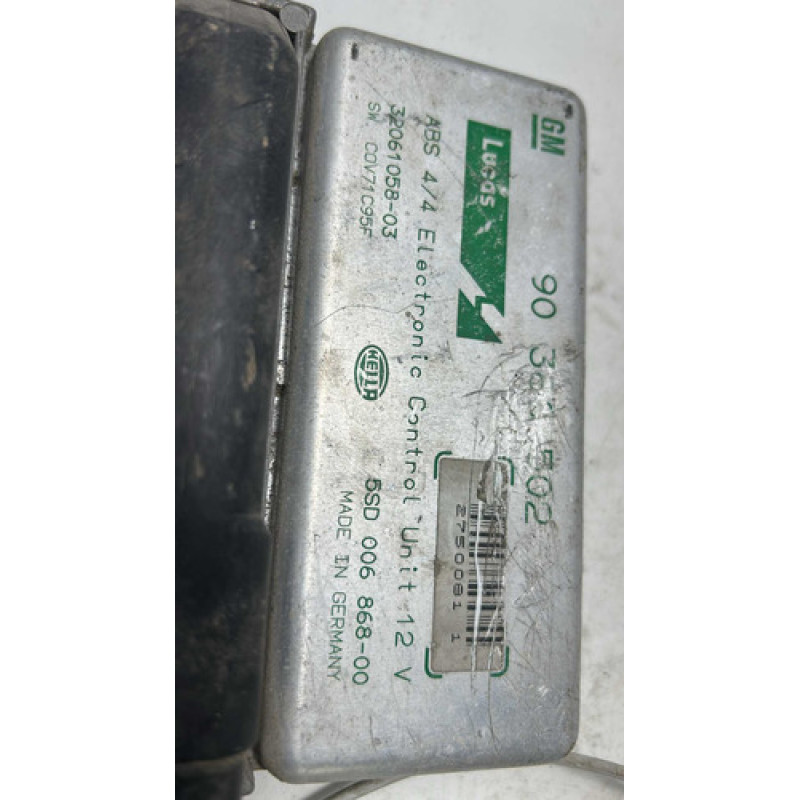 GM
90 502
Lucas
ABS 4/4 Electronic Control Unit 12 V
32061058-03
SW C0V71C95F
HELLA
5SD 006 868-00
MADE IN GERMANY
2750081 1